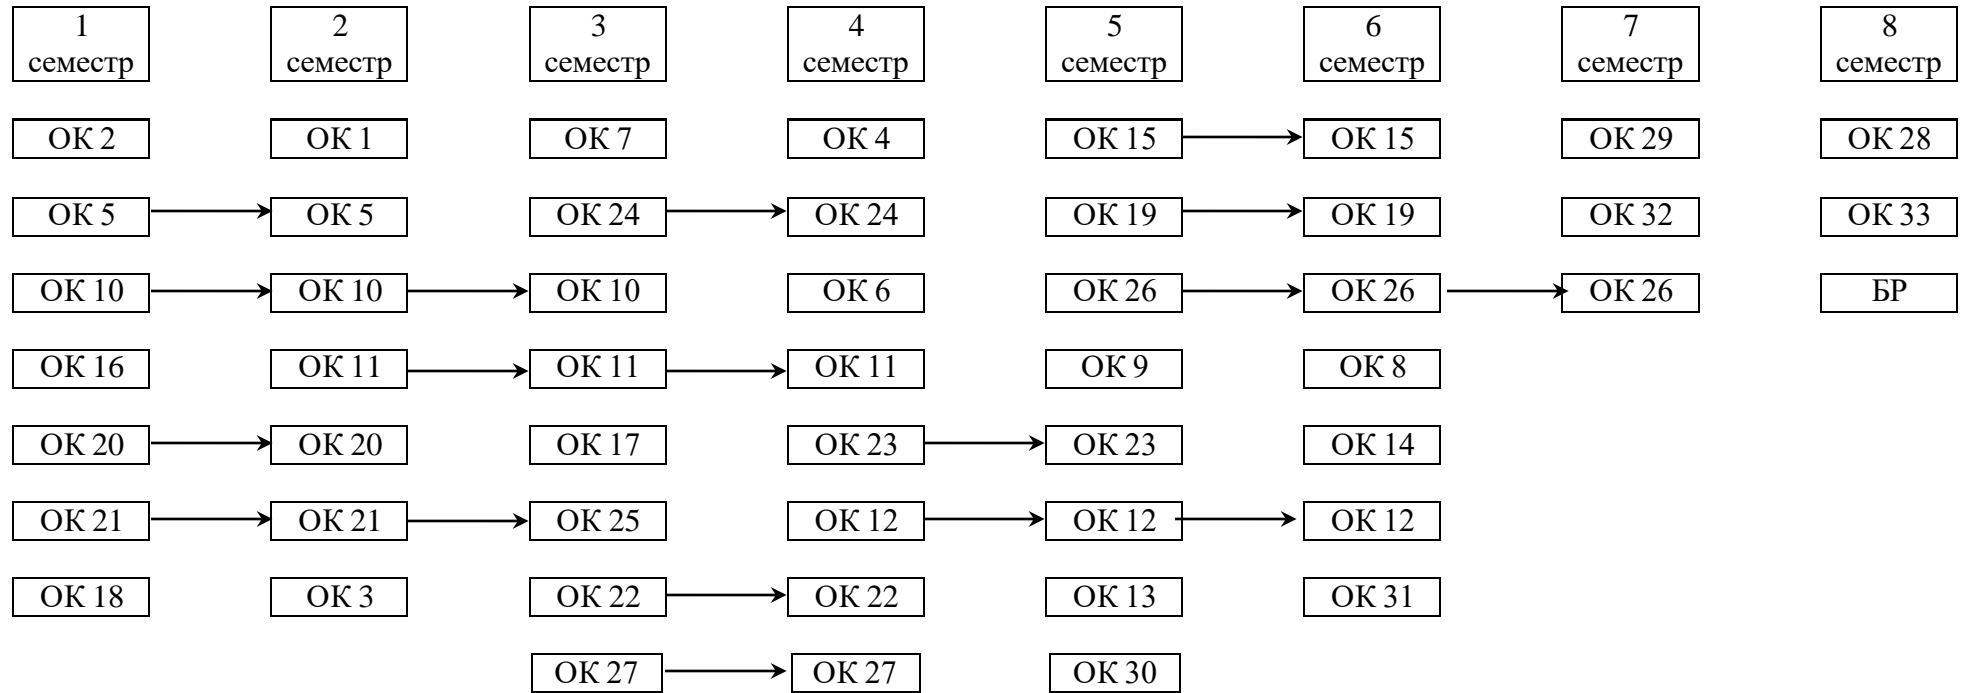 1 семестр
2 семестр
3 семестр
4 семестр
5 семестр
6 семестр
7 семестр
8 семестр
ОК 2
ОК 1
ОК 7
ОК 4
ОК 15
ОК 15
ОК 29
ОК 28
ОК 5
ОК 5
ОК 24
ОК 24
ОК 19
ОК 19
ОК 32
ОК 33
ОК 10
ОК 10
ОК 10
ОК 6
ОК 26
ОК 26
ОК 26
БР
ОК 16
ОК 11
ОК 11
ОК 11
ОК 9
ОК 8
ОК 20
ОК 20
ОК 17
ОК 23
ОК 23
ОК 14
ОК 21
ОК 21
ОК 25
ОК 12
ОК 12
ОК 12
ОК 18
ОК 3
ОК 22
ОК 22
ОК 13
ОК 31
ОК 27
ОК 27
ОК 30